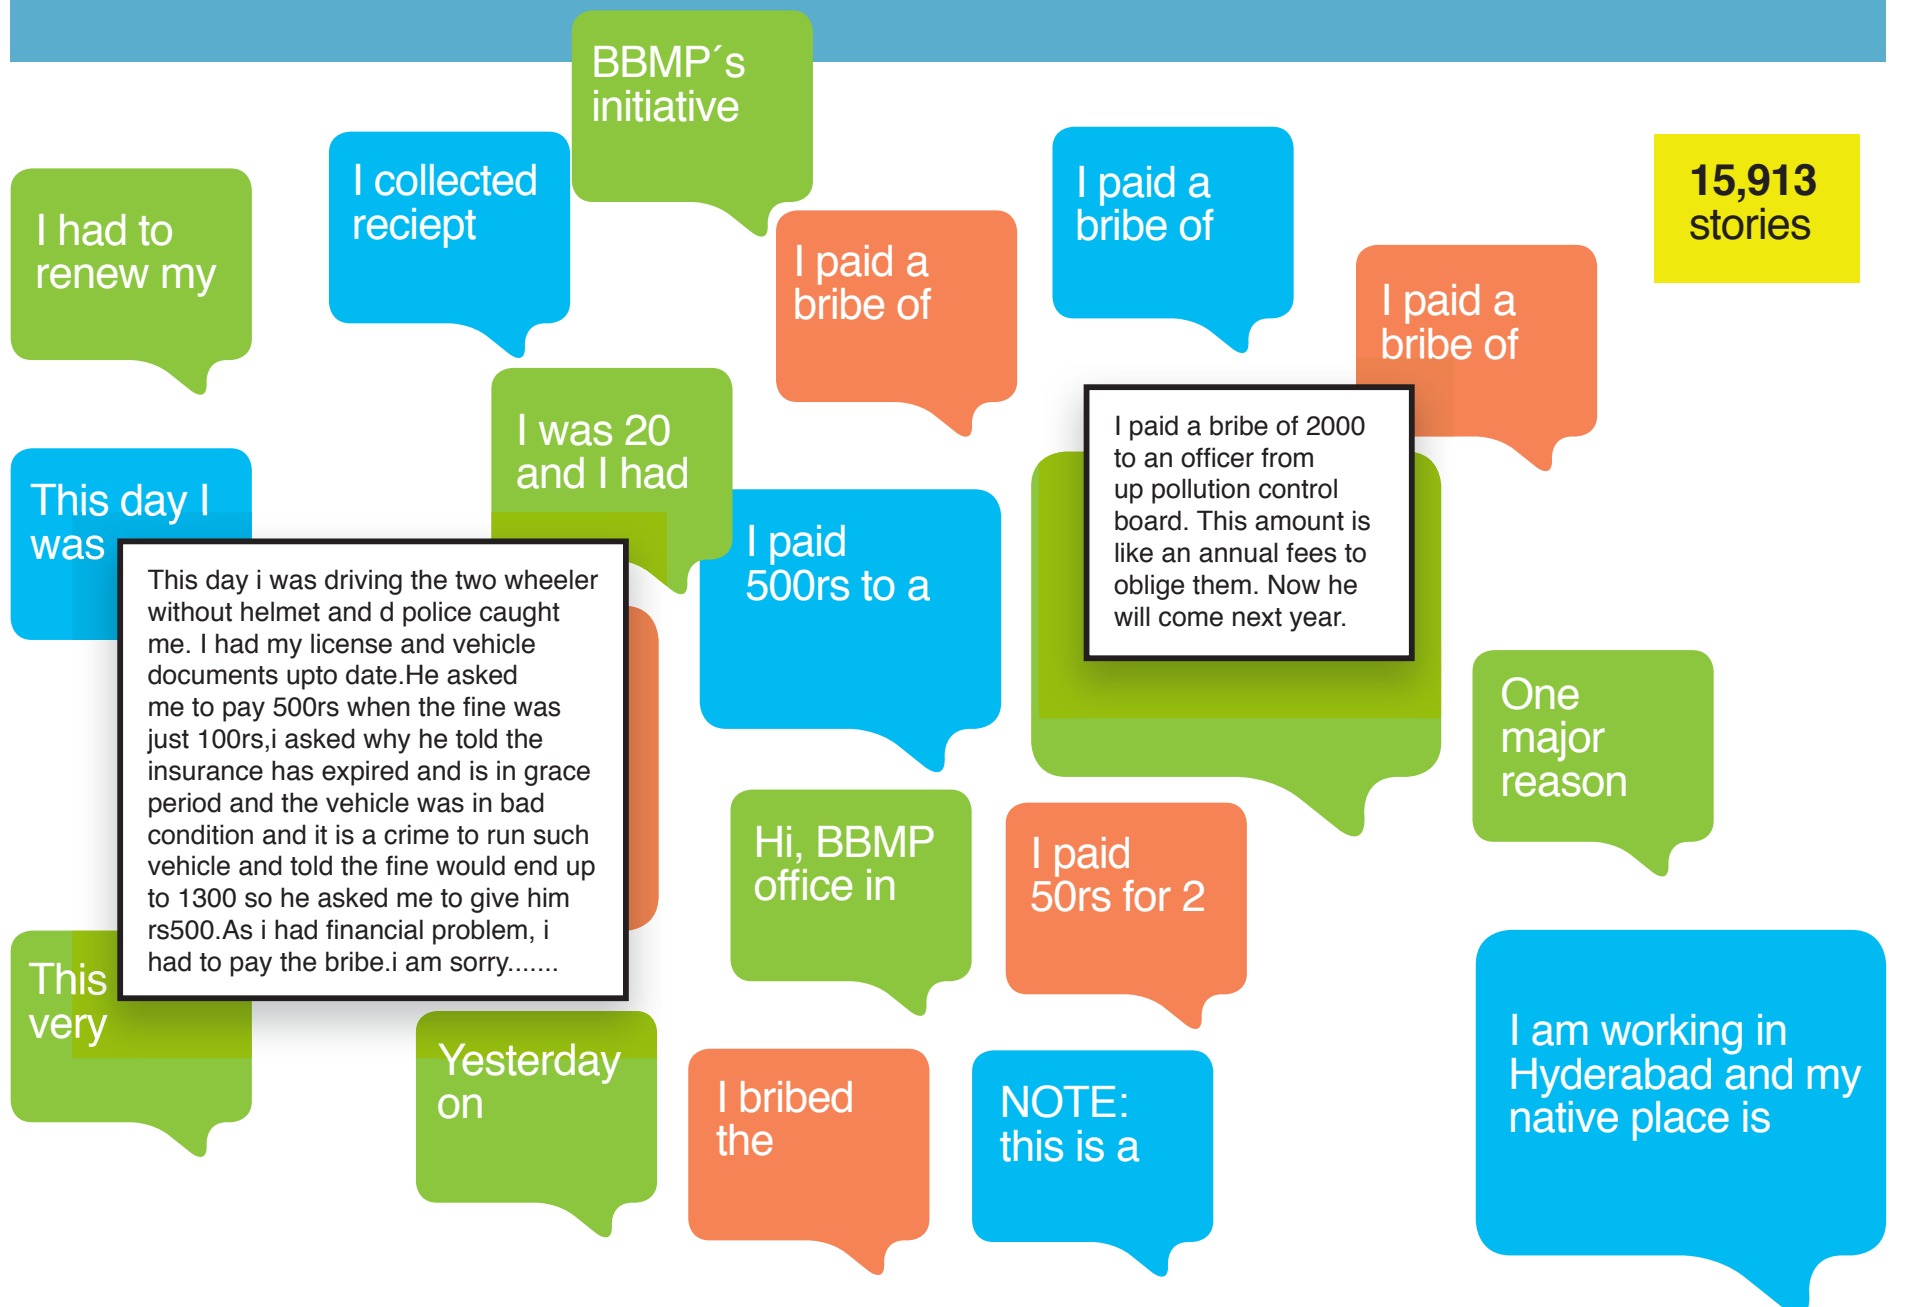 BBMP´s
initiative
I collected
reciept
I paid a
bribe of
15,913
stories
I had to
renew my
I paid a
bribe of
I paid a
bribe of
I was 20
and I had
I paid a bribe of 2000
to an officer from
up pollution control
board. This amount is
like an annual fees to
oblige them. Now he
will come next year.
This day I
was
I paid
500rs to a
This day i was driving the two wheeler
without helmet and d police caught
me. I had my license and vehicle
documents upto date.He asked
me to pay 500rs when the fine was
just 100rs,i asked why he told the
insurance has expired and is in grace
period and the vehicle was in bad
condition and it is a crime to run such
vehicle and told the fine would end up
to 1300 so he asked me to give him
rs500.As i had financial problem, i
had to pay the bribe.i am sorry.......
One
major
reason
Hi, BBMP
office in
I paid
50rs for 2
This
very
Yesterday
on
I bribed
the
NOTE:
this is a
I am working in
Hyderabad and my
native place is